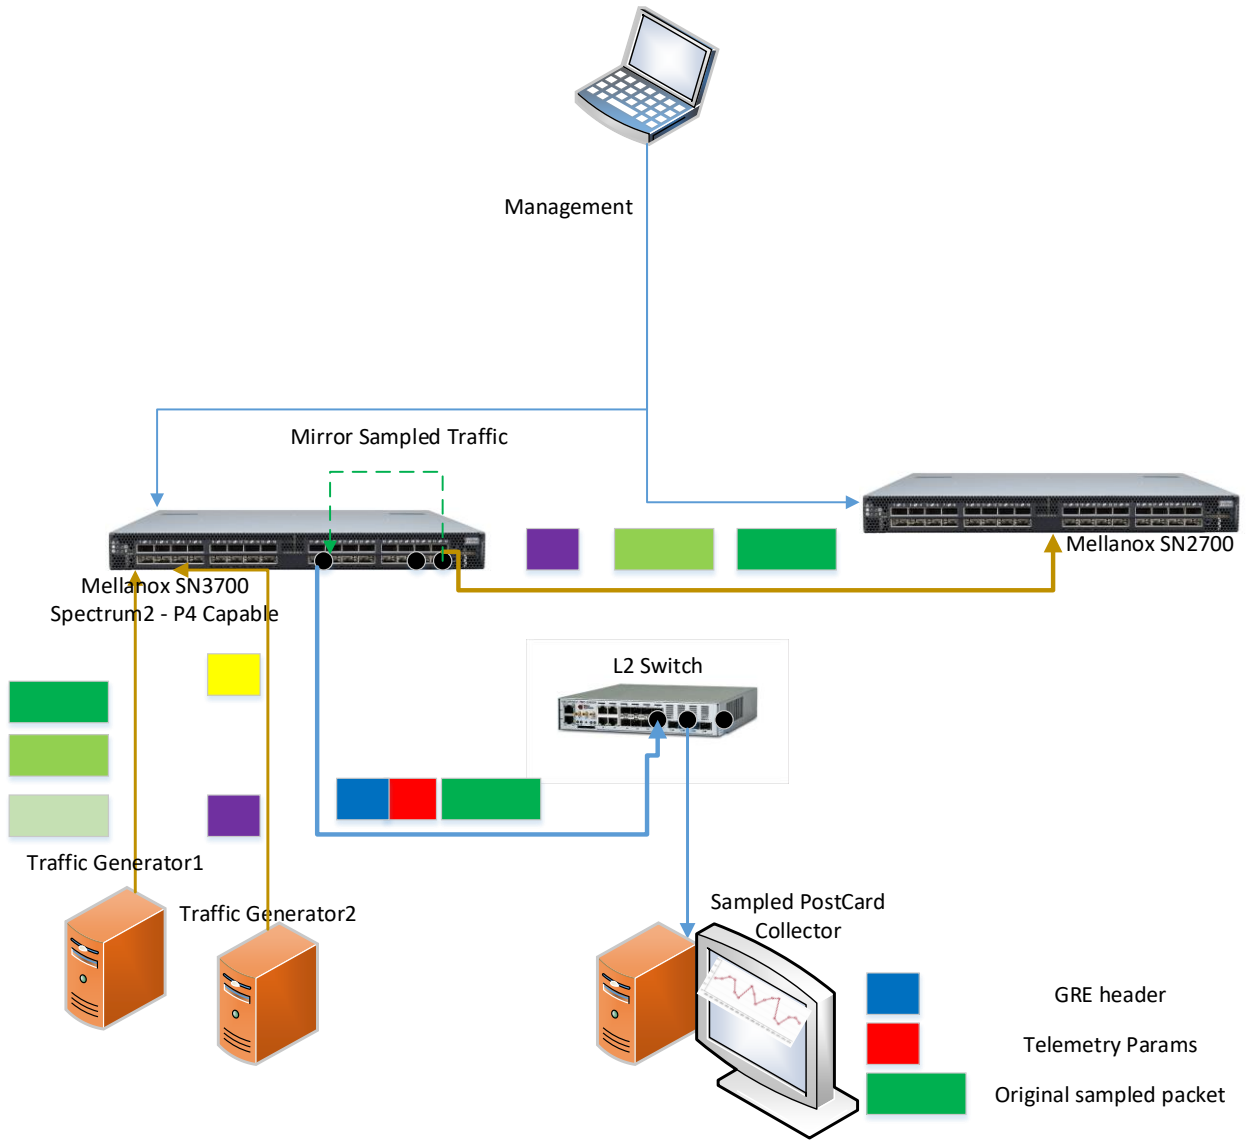 Management
Mirror Sampled Traffic
Mellanox SN2700
Mellanox SN3700
Spectrum2 - P4 Capable
L2 Switch
Traffic Generator1
Traffic Generator2
Sampled PostCard
Collector
GRE header
Telemetry Params
Original sampled packet